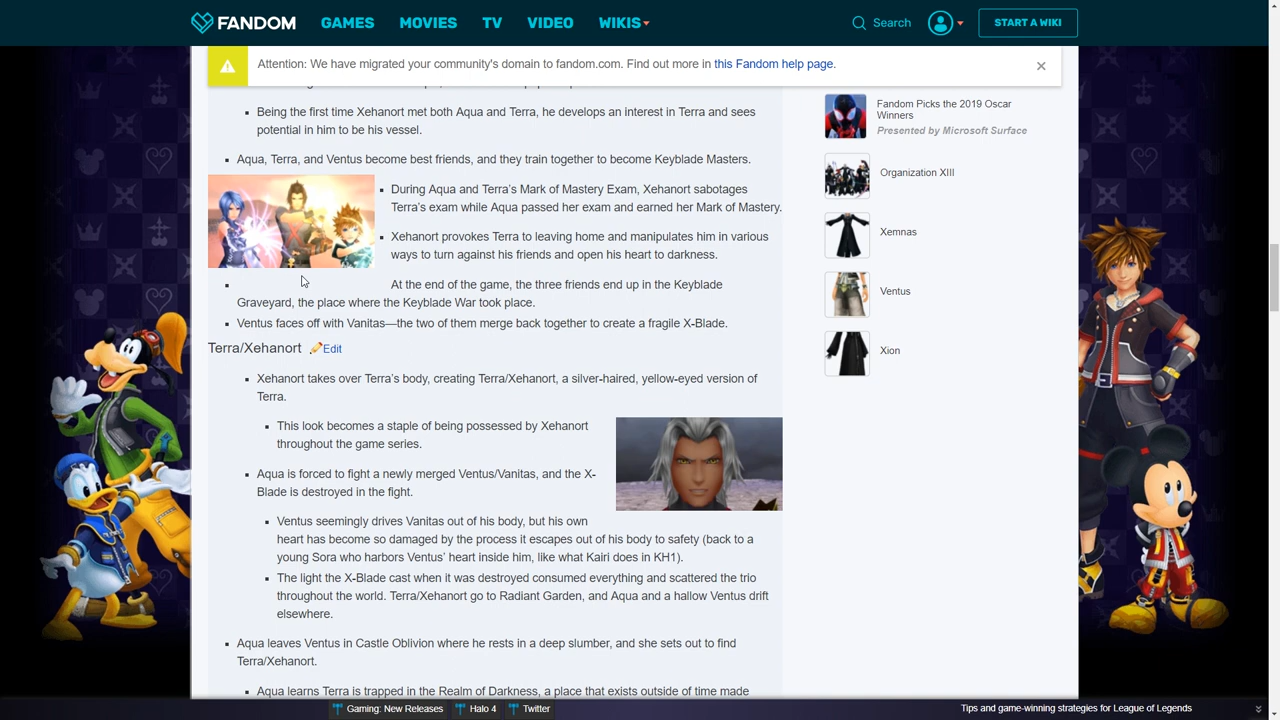 FANDOM GAMES MOVIES TV VIDEO WIKIS Search START A WIKI
Attention: We have migrated your community's domain to fandom.com. Find out more in this Fandom help page.
Being the first time Xehanort met both Aqua and Terra, he develops an interest in Terra and sees
potential in him to be his vessel.
Aqua, Terra, and Ventus become best friends, and they train together to become Keyblade Masters.
During Aqua and Terra's Mark of Mastery Exam, Xehanort sabotages
Terra's exam while Aqua passed her exam and earned her Mark of Mastery.
Xehanort provokes Terra to leaving home and manipulates him in various
ways to turn against his friends and open his heart to darkness.
At the end of the game, the three friends end up in the Keyblade
Graveyard, the place where the Keyblade War took place.
Ventus faces off with Vanitas—the two of them merge back together to create a fragile X-Blade.
Terra/Xehanort Edit
Xehanort takes over Terra's body, creating Terra/Xehanort, a silver-haired, yellow-eyed version of
Terra.
This look becomes a staple of being possessed by Xehanort
throughout the game series.
Aqua is forced to fight a newly merged Ventus/Vanitas, and the X-
Blade is destroyed in the fight.
Ventus seemingly drives Vanitas out of his body, but his own
heart has become so damaged by the process it escapes out of his body to safety (back to a
young Sora who harbors Ventus' heart inside him, like what Kairi does in KH1).
The light the X-Blade cast when it was destroyed consumed everything and scattered the trio
throughout the world. Terra/Xehanort go to Radiant Garden, and Aqua and a hallow Ventus drift
elsewhere.
Aqua leaves Ventus in Castle Oblivion where he rests in a deep slumber, and she sets out to find
Terra/Xehanort.
Aqua learns Terra is trapped in the Realm of Darkness, a place that exists outside of time made
Fandom Picks the 2019 Oscar
Winners
Presented by Microsoft Surface
Organization XIII
Xemnas
Ventus
Xion
Gaming: New Releases Halo 4 Twitter Tips and game-winning strategies for League of Legends